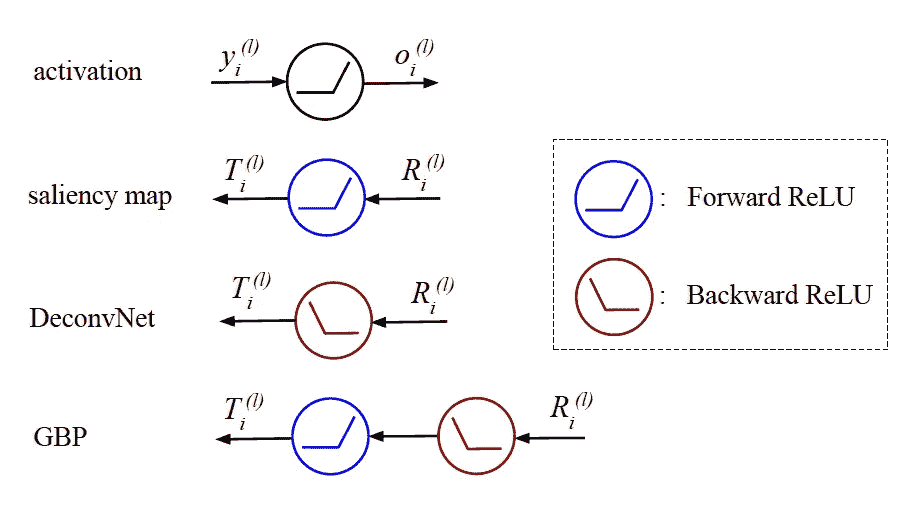 activation
y_i^(l)
o_i^(l)
saliency map
T_i^(l)
R_i^(l)
: Forward ReLU
DeconvNet
T_i^(l)
R_i^(l)
: Backward ReLU
GBP
T_i^(l)
R_i^(l)